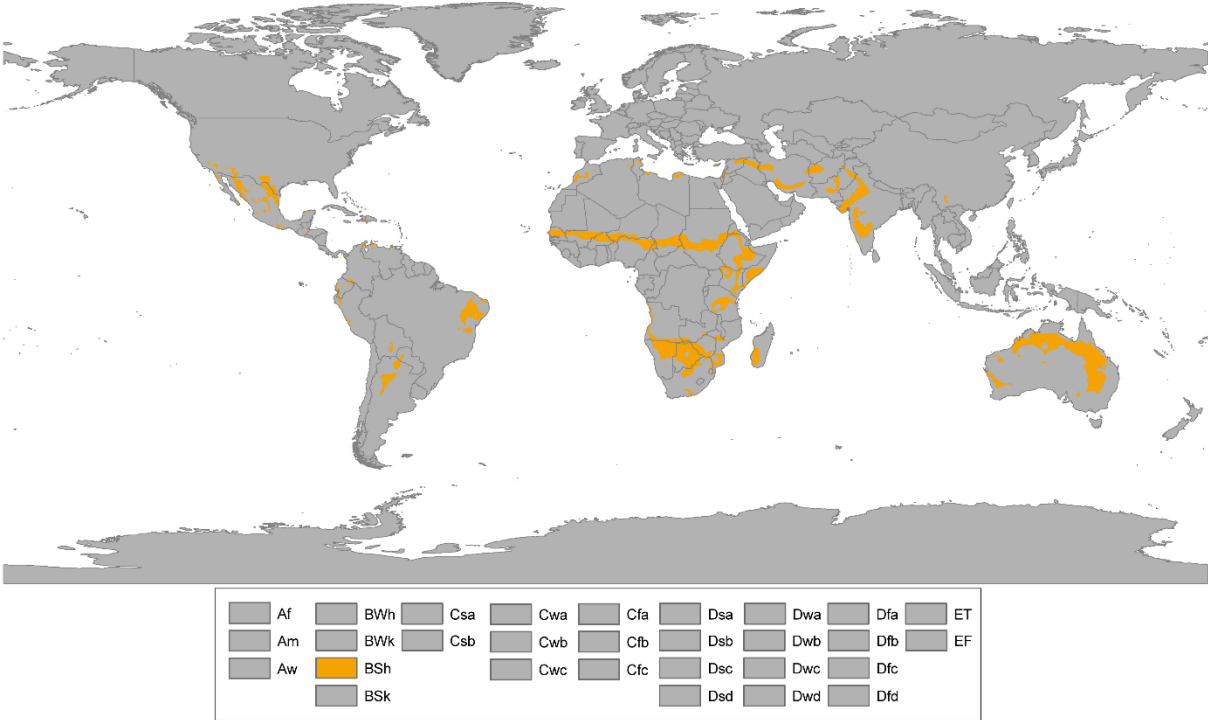 Af BWh Csa Cwa Cfa Dsa Dwa Dfa ET
Am BWk Csb Cwb Cfb Dsb Dwb Dfb EF
Aw BSh Cwc Cfc Dsc Dwc Dfc
BSk Dsd Dwd Dfd